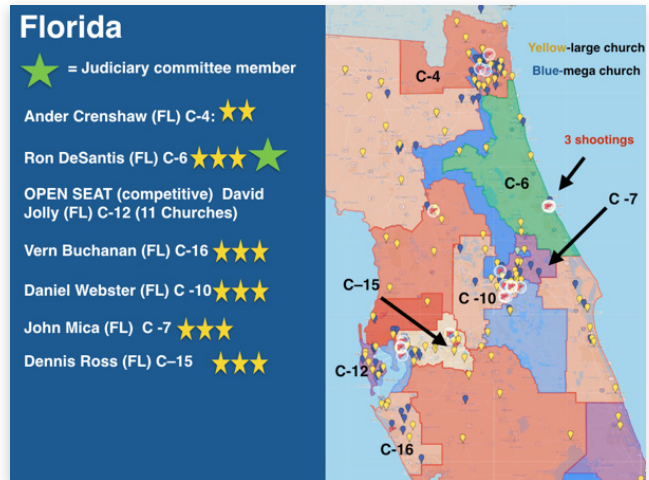 Florida
= Judiciary committee member
Ander Crenshaw (FL) C-4:
Ron DeSantis (FL) C-6
OPEN SEAT (competitive) David
Jolly (FL) C-12 (11 Churches)
Vern Buchanan (FL) C-16
Daniel Webster (FL) C -10
John Mica (FL) C -7
Dennis Ross (FL) C–15
Yellow-large church
Blue-mega church
C-4
3 shootings
C-6
C -7
C–15
C -10
C-12
C-16